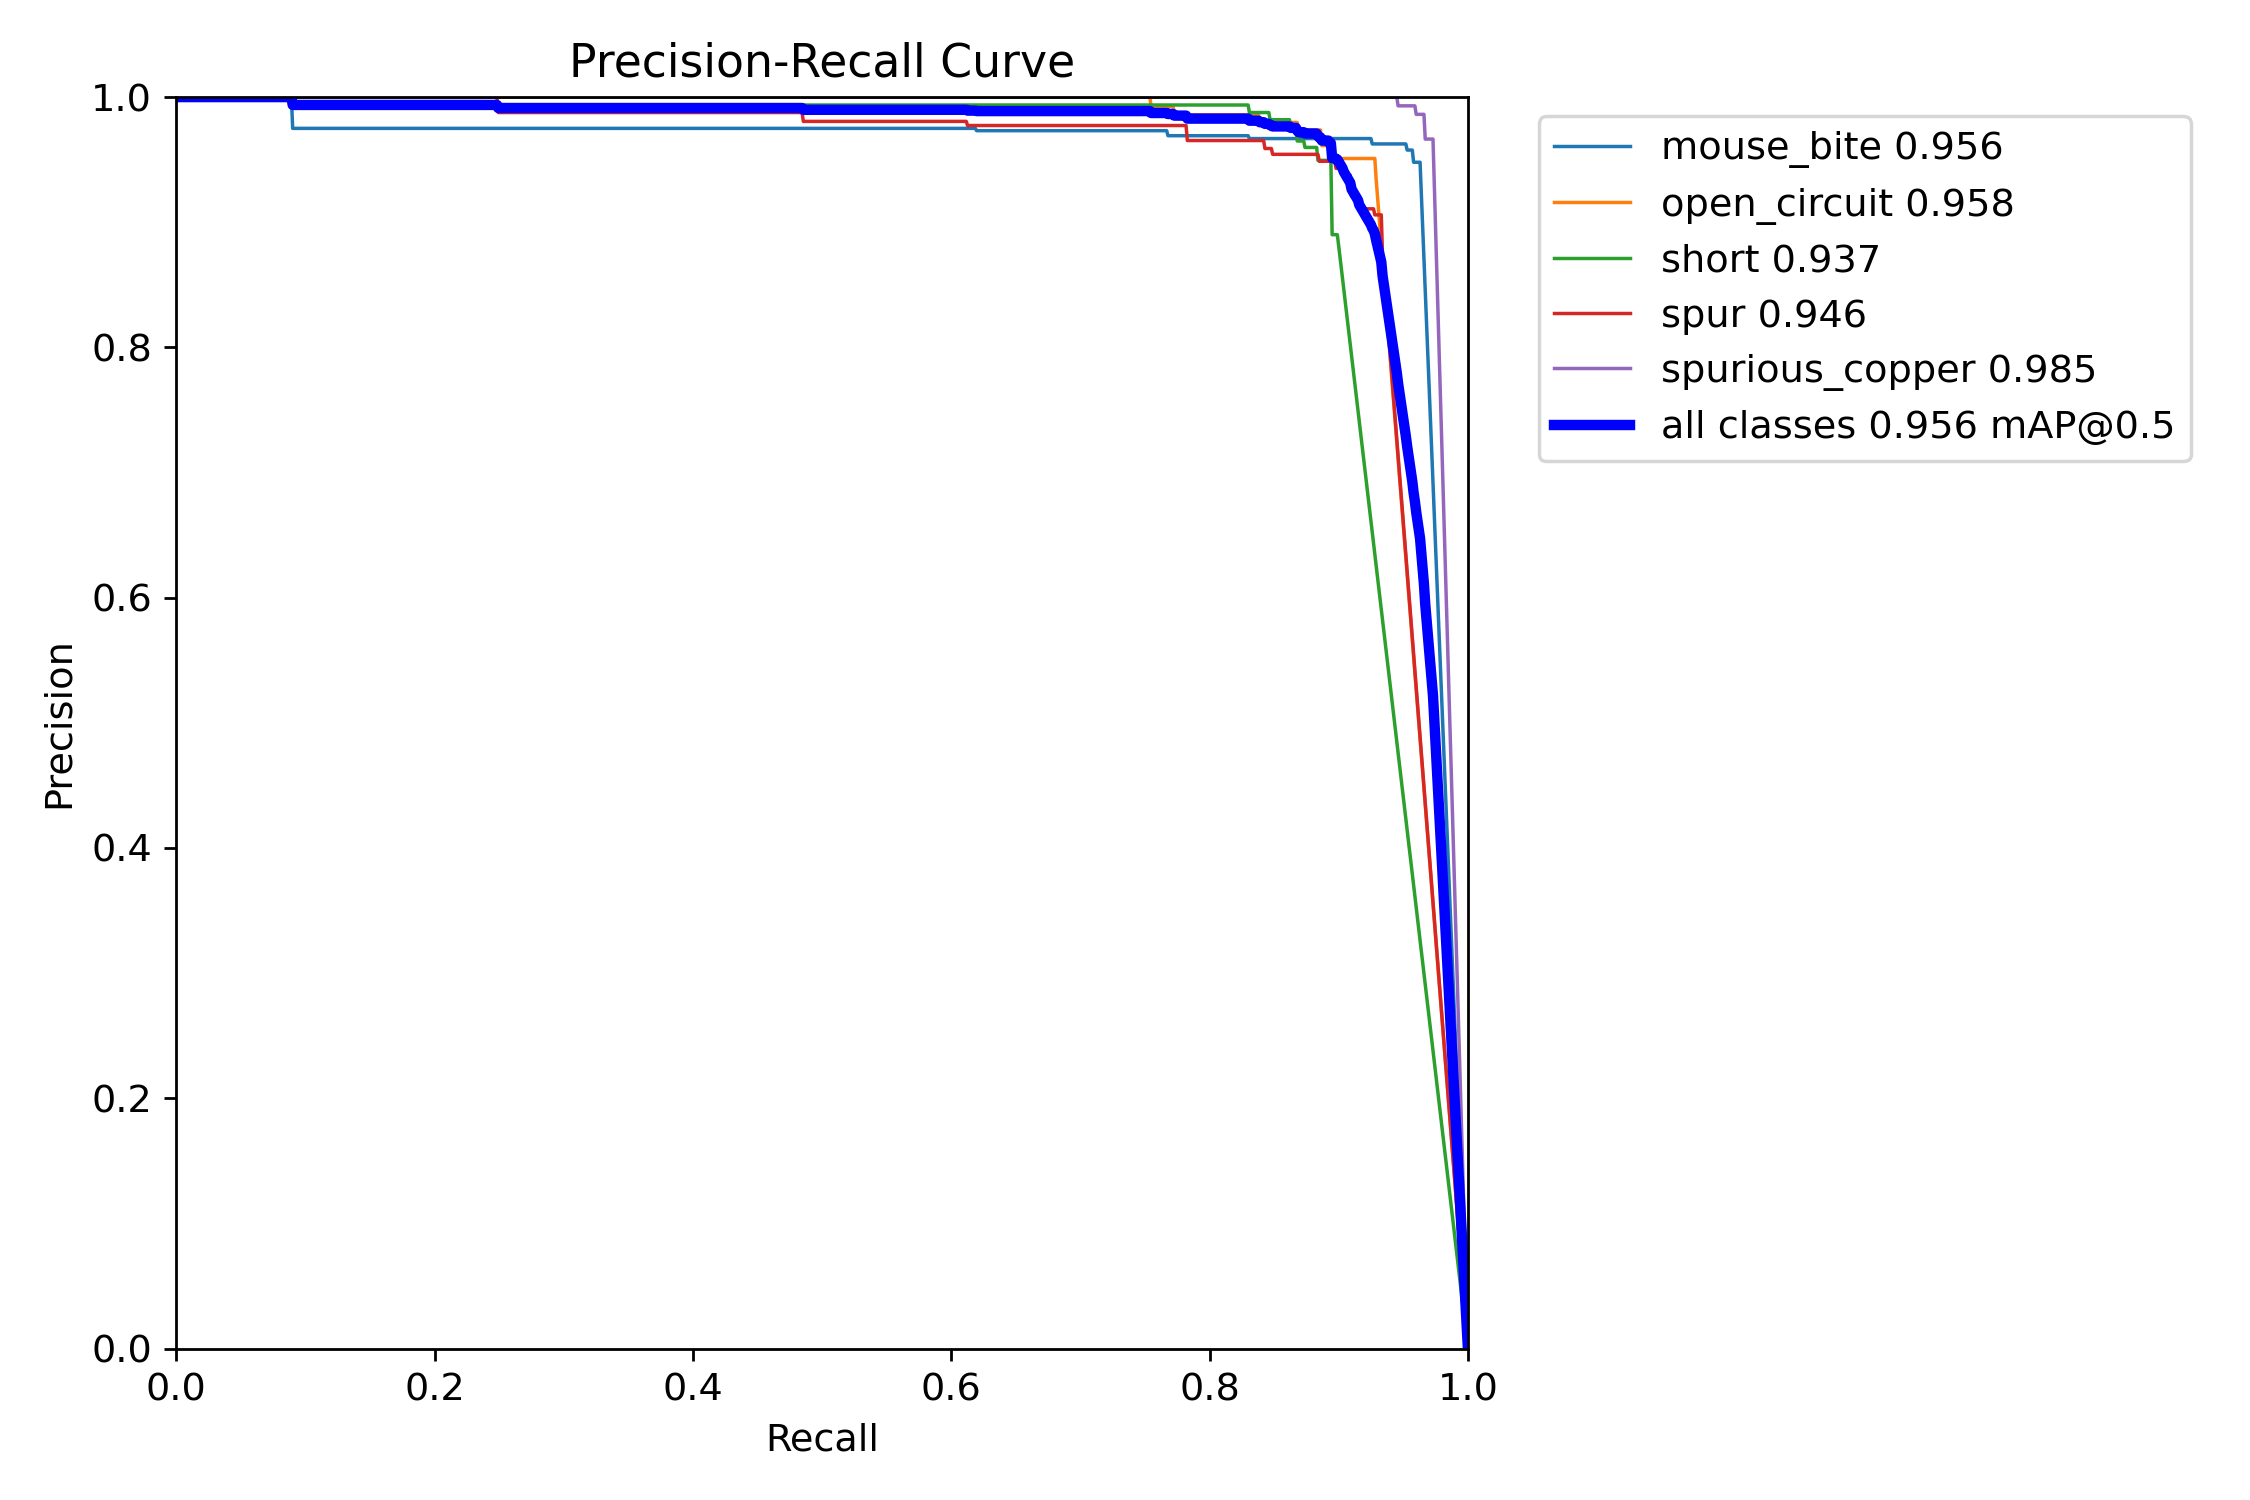 Precision-Recall Curve
1.0
0.8
0.6
0.4
0.2
0.0
Precision
0.0 0.2 0.4 0.6 0.8 1.0
Recall
mouse_bite 0.956
open_circuit 0.958
short 0.937
spur 0.946
spurious_copper 0.985
all classes 0.956 mAP@0.5